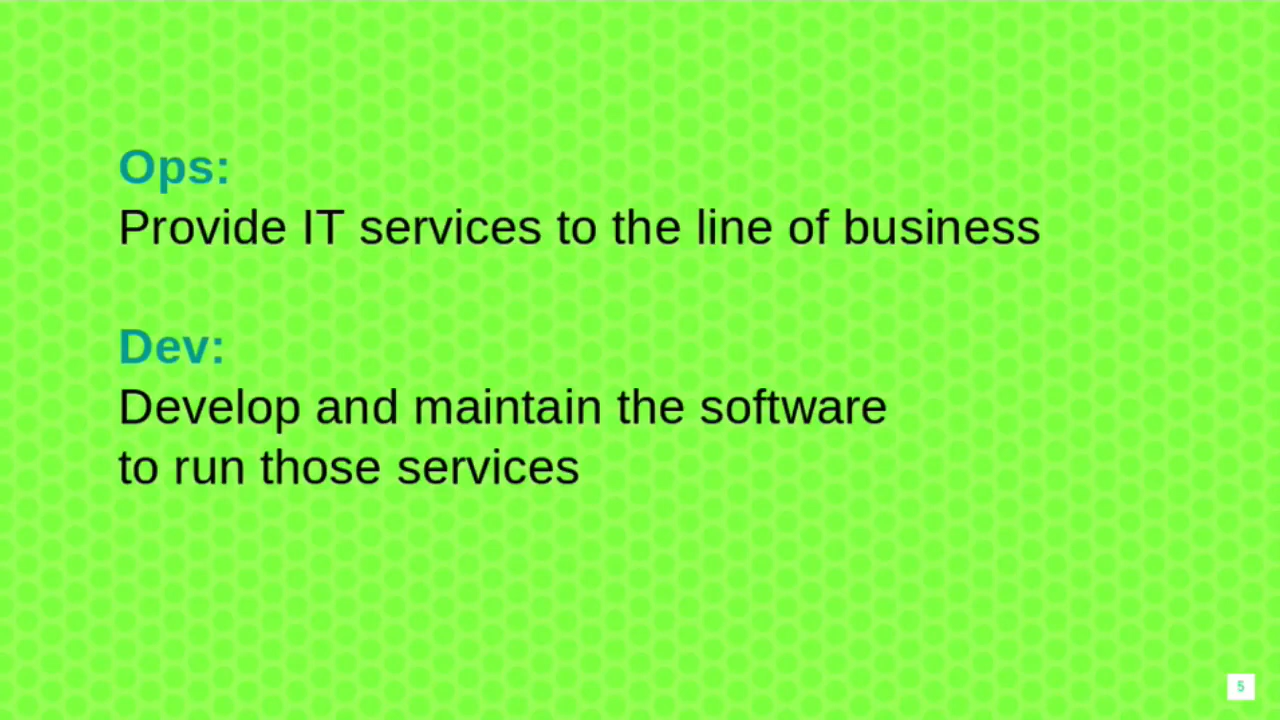 Ops:
Provide IT services to the line of business
Dev:
Develop and maintain the software
to run those services
5